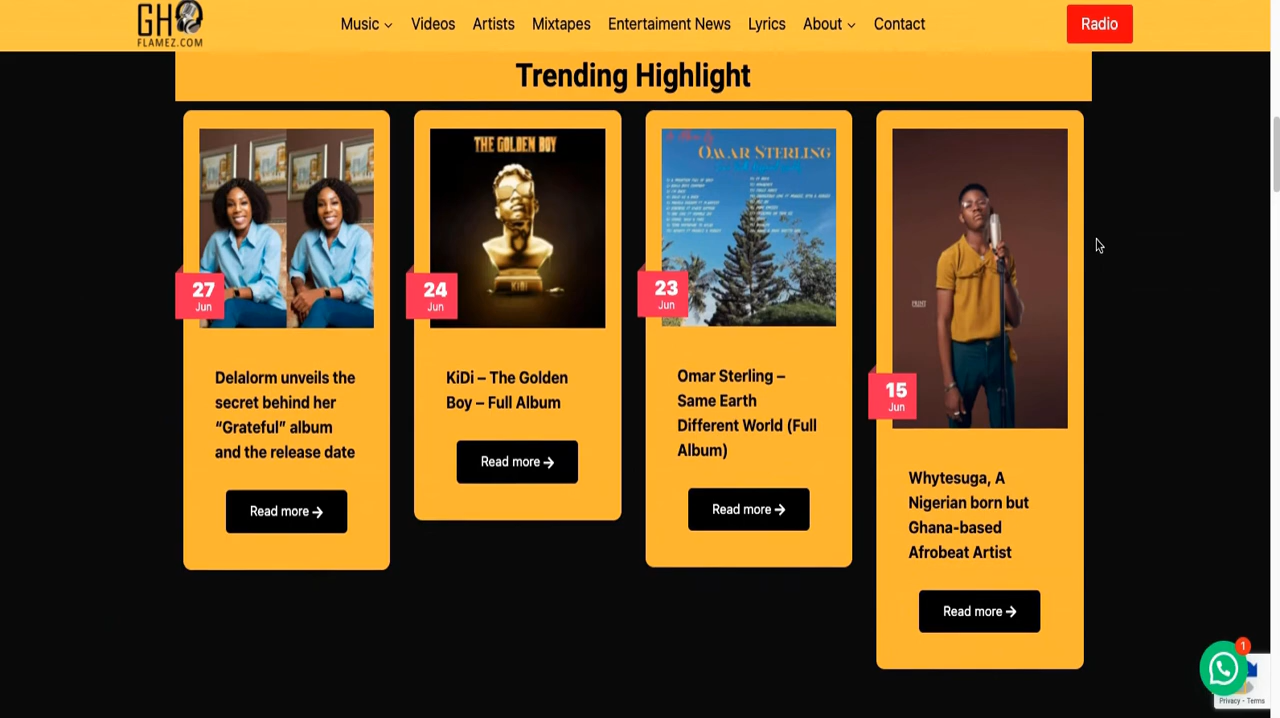 GH
FLAMEZ.COM
Music
Videos
Artists
Mixtapes
Entertaiment News
Lyrics
About
Contact
Radio
Trending Highlight
27
Jun
Delalorm unveils the
secret behind her
“Grateful” album
and the release date
Read more →
THE GOLDEN BOY
KiDi
24
Jun
KiDi – The Golden
Boy – Full Album
Read more →
OMAR STERLING
23
Jun
Omar Sterling –
Same Earth
Different World (Full
Album)
Read more →
15
Jun
Whytesuga, A
Nigerian born but
Ghana-based
Afrobeat Artist
Read more →
1
Privacy - Terms